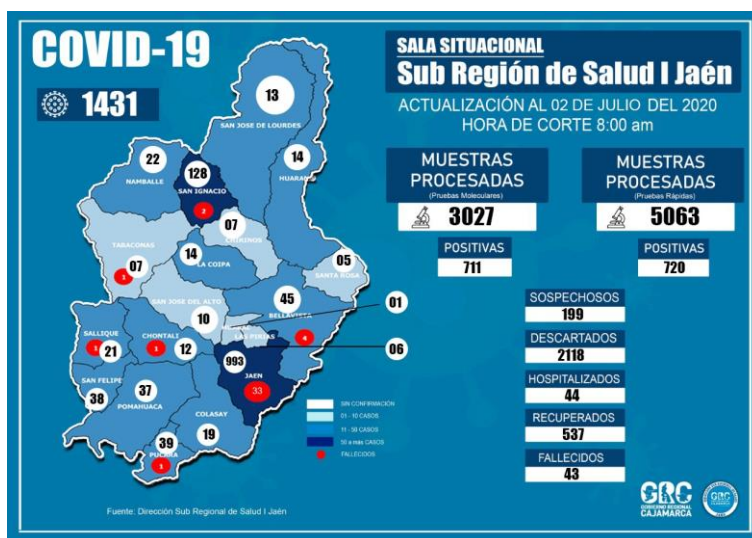 COVID-19
1431
SALA SITUACIONAL
Sub Región de Salud I Jaén
ACTUALIZACIÓN AL 02 DE JULIO DEL 2020
HORA DE CORTE 8:00 am
MUESTRAS
PROCESADAS
(Pruebas Moleculares)
3027
POSITIVAS
711
MUESTRAS
PROCESADAS
(Pruebas Rápidas)
5063
POSITIVAS
720
SOSPECHOSOS
199
DESCARTADOS
2118
HOSPITALIZADOS
44
RECUPERADOS
537
FALLECIDOS
43
13
SAN JOSE DE LOURDES
22
NAMBALLE
128
SAN IGNACIO
2
14
HUARANGO
07
CHIRINOS
TABACONAS
07
1
14
LA COIPA
05
SANTA ROSA
SAN JOSE DEL ALTO
10
45
BELLAVISTA
4
01
LAS PIRIAS
06
SALLIQUE
1
21
CHONTALI
1
12
993
JAEN
33
SAN FELIPE
38
37
POMAHUACA
COLASAY
19
39
PUCARA
1
SIN CONFIRMACIÓN
01 - 10 CASOS
11 - 50 CASOS
50 a más CASOS
FALLECIDOS
Fuente: Dirección Sub Regional de Salud I Jaén
GRC
GOBIERNO REGIONAL
CAJAMARCA
GRC